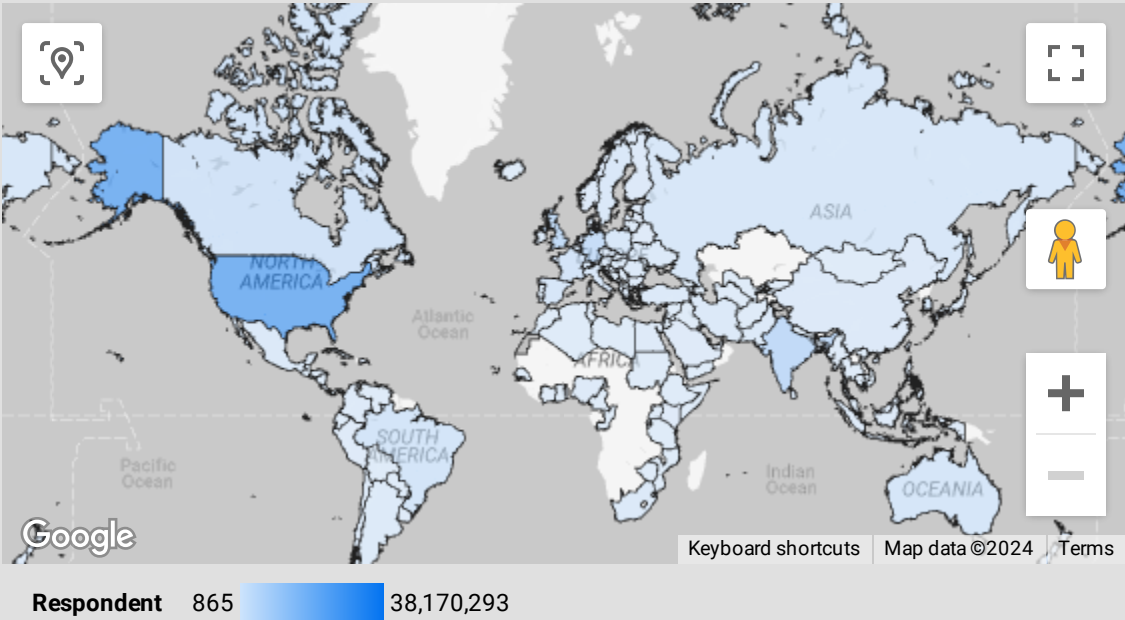 ASIA
NORTH
AMERICA
Atlantic
Ocean
AFRICA
SOUTH
AMERICA
Pacific
Ocean
Indian
Ocean
OCEANIA
Google
Keyboard shortcuts
Map data ©2024
Terms
Respondent 865 38,170,293